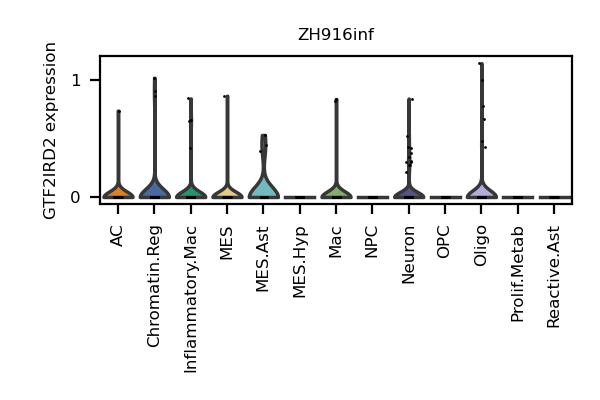 ZH916inf
GTF2IRD2 expression
1
0
AC
Chromatin.Reg
Inflammatory.Mac
MES
MES.Ast
MES.Hyp
Mac
NPC
Neuron
OPC
Oligo
Prolif.Metab
Reactive.Ast